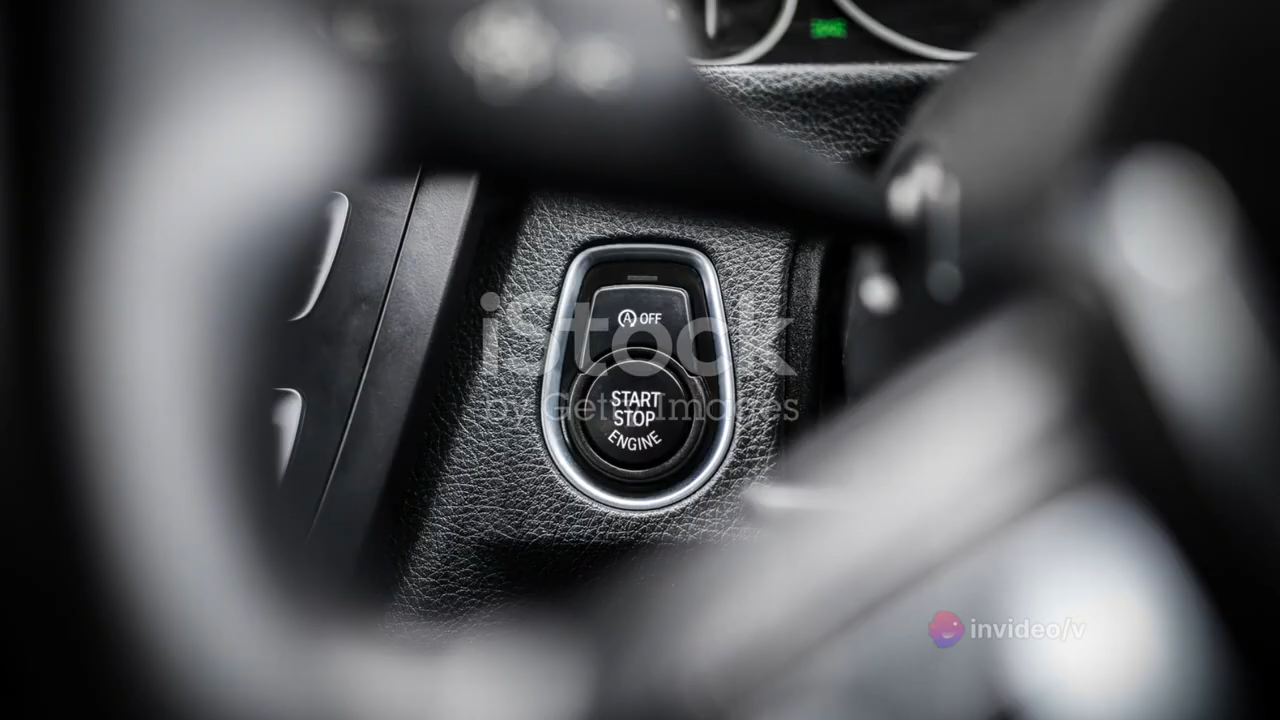 Ⓐ OFF
iStock
by Getty Images
START
STOP
ENGINE
invideo/v